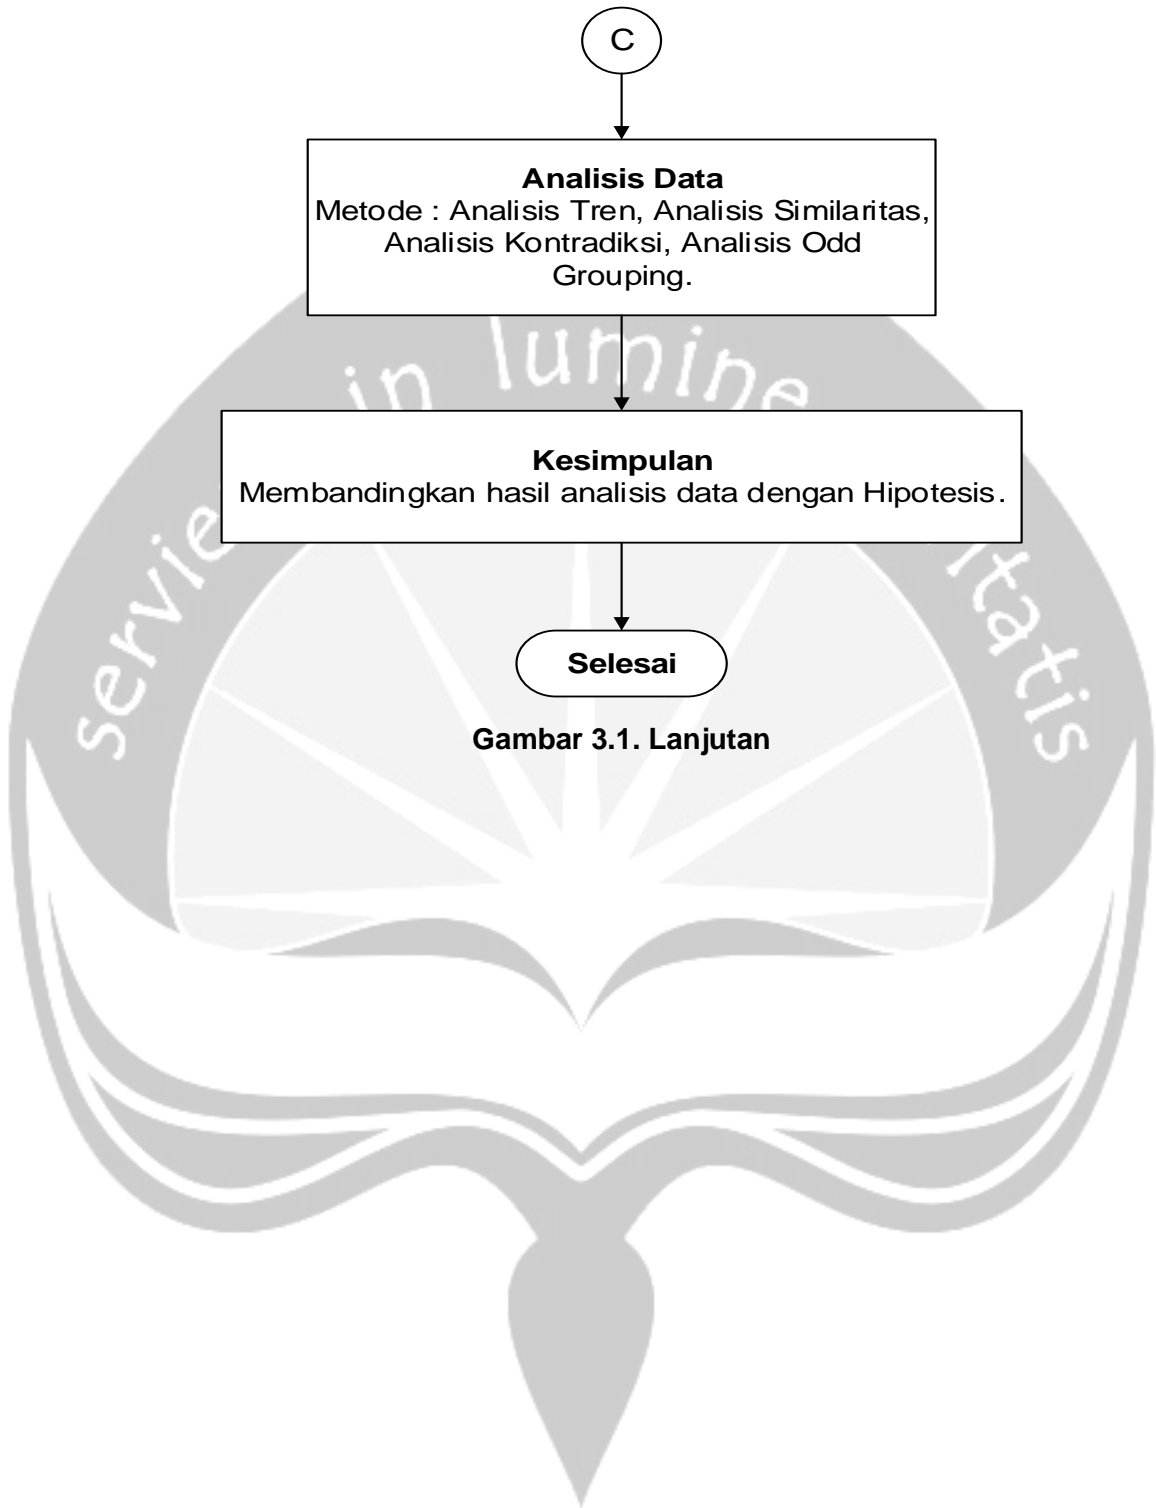 C
Analisis Data
Metode : Analisis Tren, Analisis Similaritas,
Analisis Kontradiksi, Analisis Odd
Grouping.
in lumine
Kesimpulan
Membandingkan hasil analisis data dengan Hipotesis.
servie
itatis
Selesai
Gambar 3.1. Lanjutan